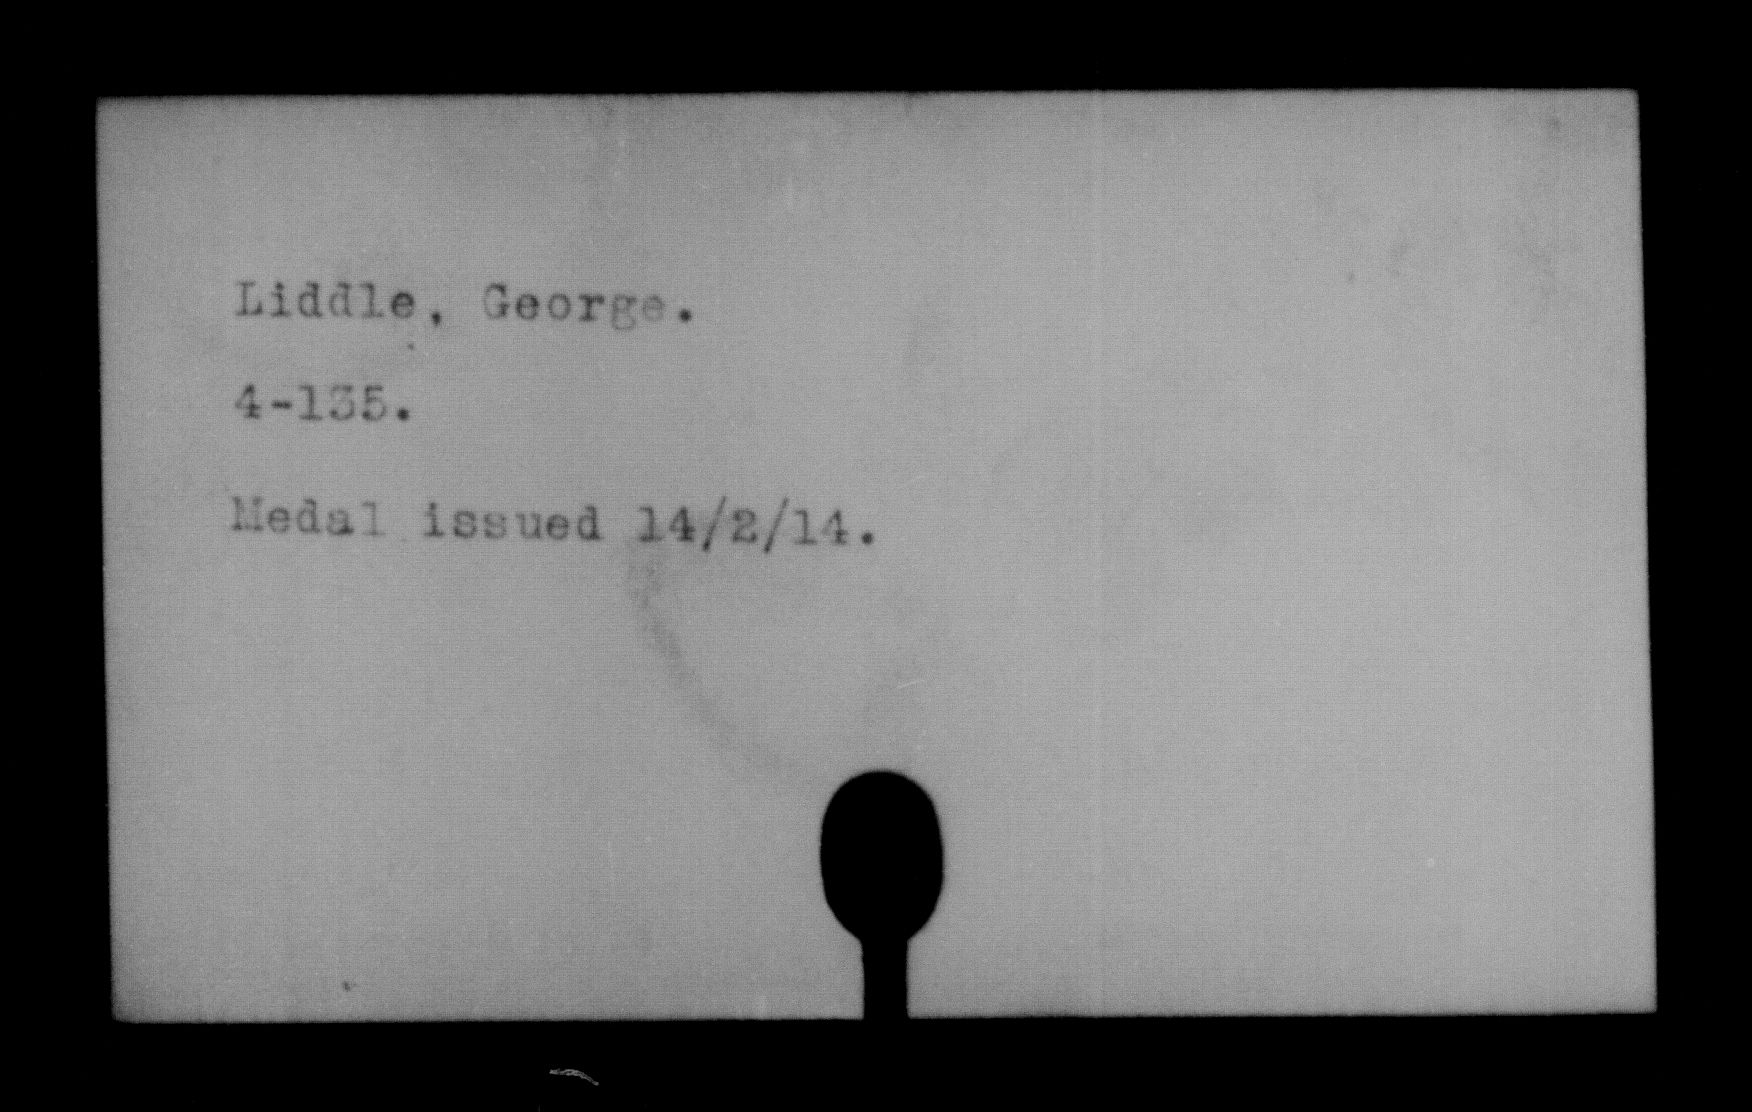 Liddle, George.
4-135.
Medal issued 14/2/14.